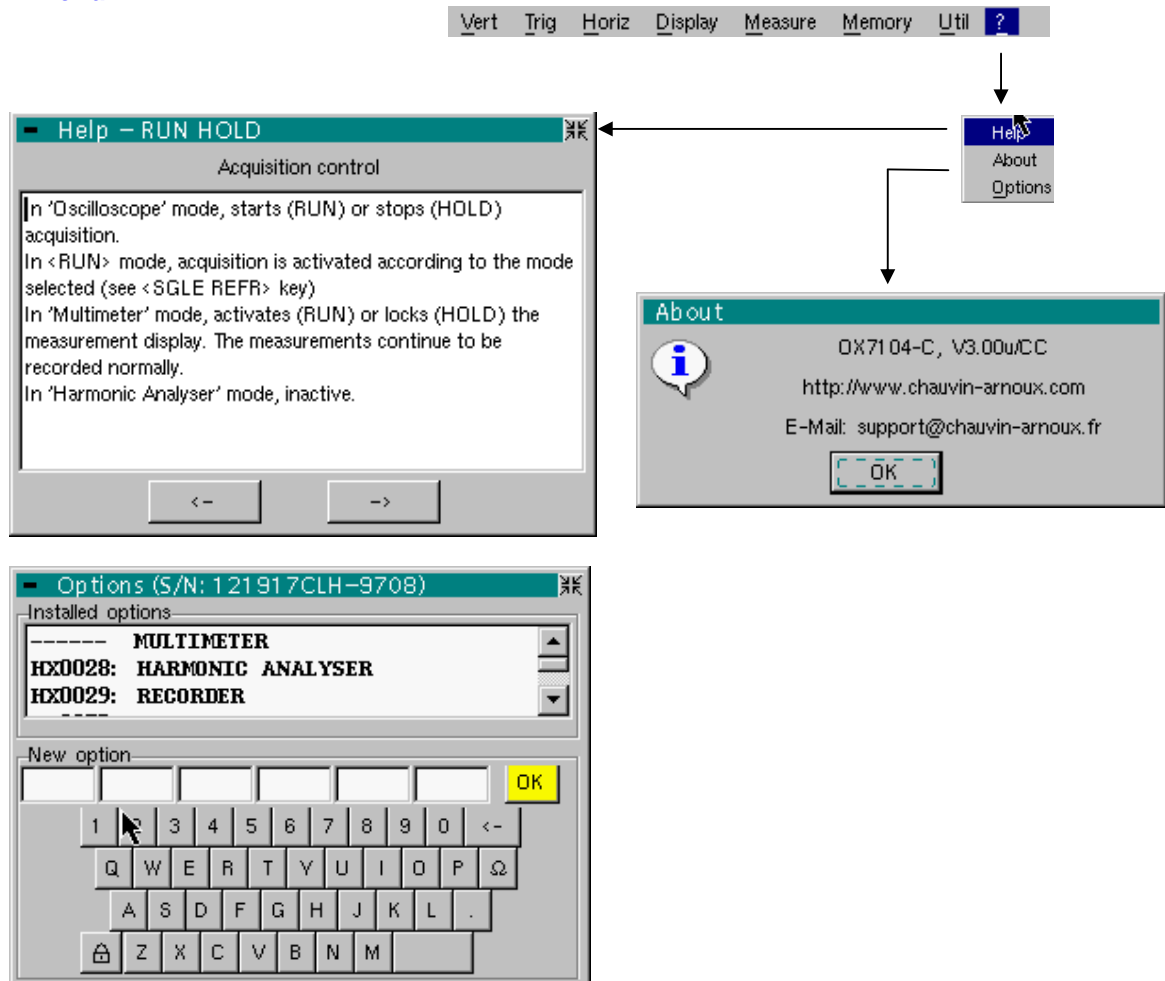 Vert Trig Horiz Display Measure Memory Util ?
Help
About
Options
Help – RUN HOLD
Acquisition control
In 'Oscilloscope' mode, starts (RUN) or stops (HOLD)
acquisition.
In <RUN> mode, acquisition is activated according to the mode
selected (see <SGLE REFR> key)
In 'Multimeter' mode, activates (RUN) or locks (HOLD) the
measurement display. The measurements continue to be
recorded normally.
In 'Harmonic Analyser' mode, inactive.
<- ->
About
OX7104-C, V3.00u/CC
http://www.chauvin-arnoux.com
E-Mail: support@chauvin-arnoux.fr
OK
Options (S/N: 121917CLH-9708)
Installed options
------ MULTIMETER
HX0028: HARMONIC ANALYSER
HX0029: RECORDER
New option
OK
1 2 3 4 5 6 7 8 9 0 <-
Q W E R T Y U I O P Ω
A S D F G H J K L .
Z X C V B N M